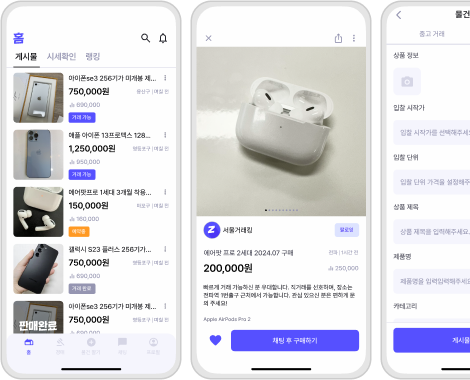 홈
게시물 시세확인 랭킹
아이폰se3 256기가 미개봉 제...
750,000원
690,000
거래 가능
애플 아이폰 13프로맥스 128...
1,250,000원
950,000
거래 가능
에어팟프로 1세대 3개월 착용...
150,000원
160,000
예약중
갤럭시 S23 플러스 256기가...
750,000원
690,000
거래 완료
아이폰se3 256기가 미개봉 제...
판매완료
750,000원
690,000
홈
서울거래킹
팔로잉
에어팟 프로 2세대 2024.07 구매
200,000원
250,000
빠르게 거래 가능하신 분 우대합니다. 직거래를 선호하며, 장소는
전타역 1번출구 근처에서 가능합니다. 관심 있으신 분은 편하게 문
의 주세요!
Apple AirPods Pro 2
채팅 후 구매하기
물건
중고 거래
상품 정보
입찰 시작가
입찰 시작가를 선택해주세
입찰 단위
입찰 단위 가격을 설정해주
상품 제목
상품 제목을 입력해주세요.
제품명
제품명을 입력입력해주세요
카테고리
게시물